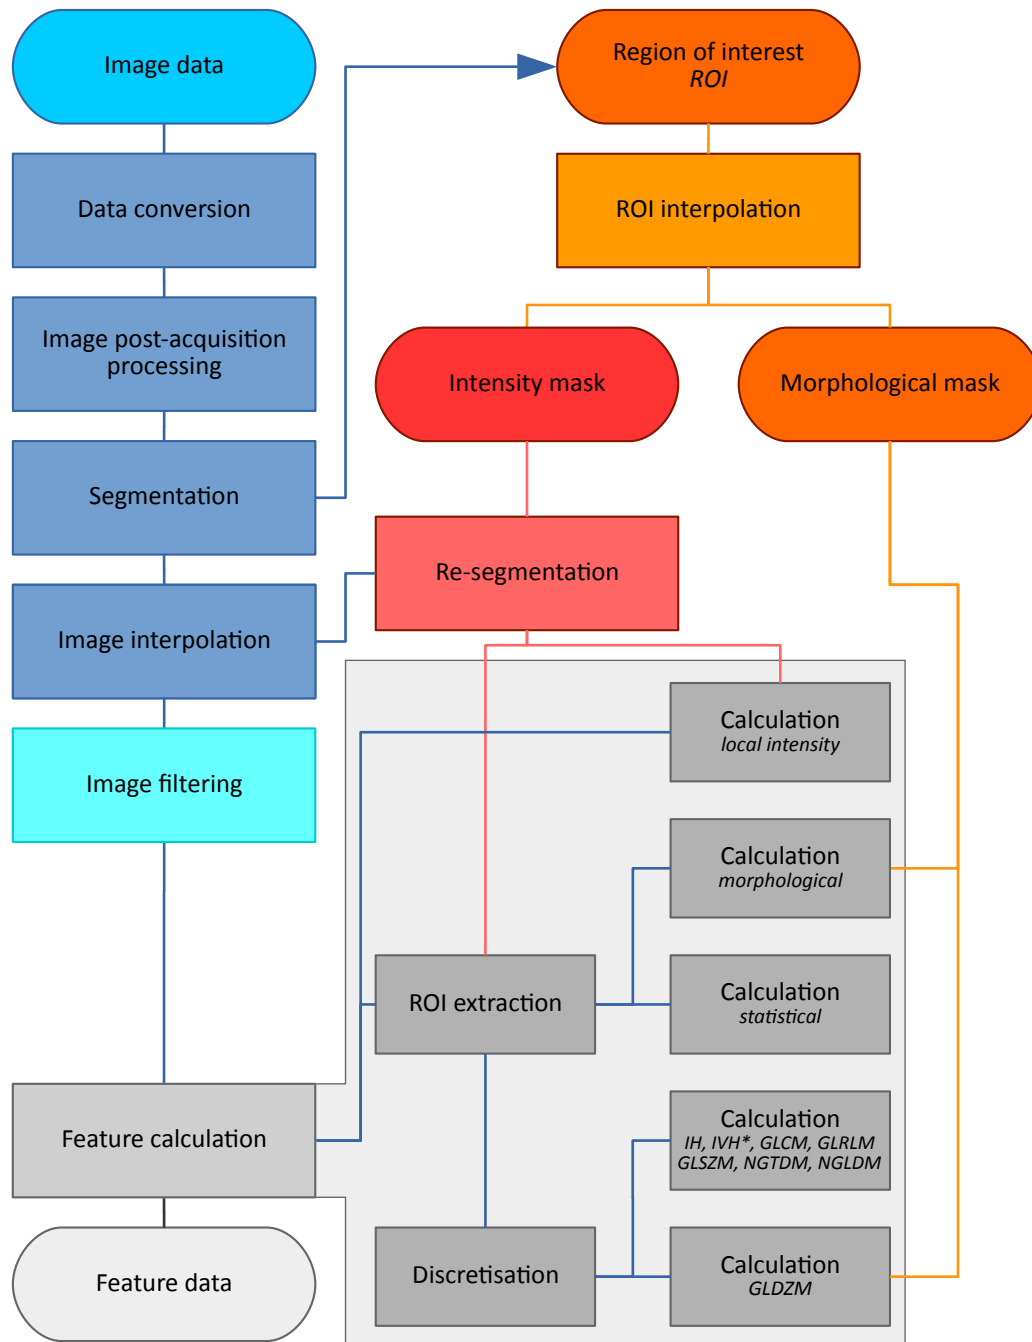 Image data
Region of interest
ROI
Data conversion
ROI interpolation
Image post-acquisition
processing
Intensity mask
Morphological mask
Segmentation
Re-segmentation
Image interpolation
Calculation
local intensity
Image filtering
Calculation
morphological
ROI extraction
Calculation
statistical
Feature calculation
Calculation
IH, IVH*, GLCM, GLRLM
GLSZM, NGTDM, NGLDM
Feature data
Discretisation
Calculation
GLDZM